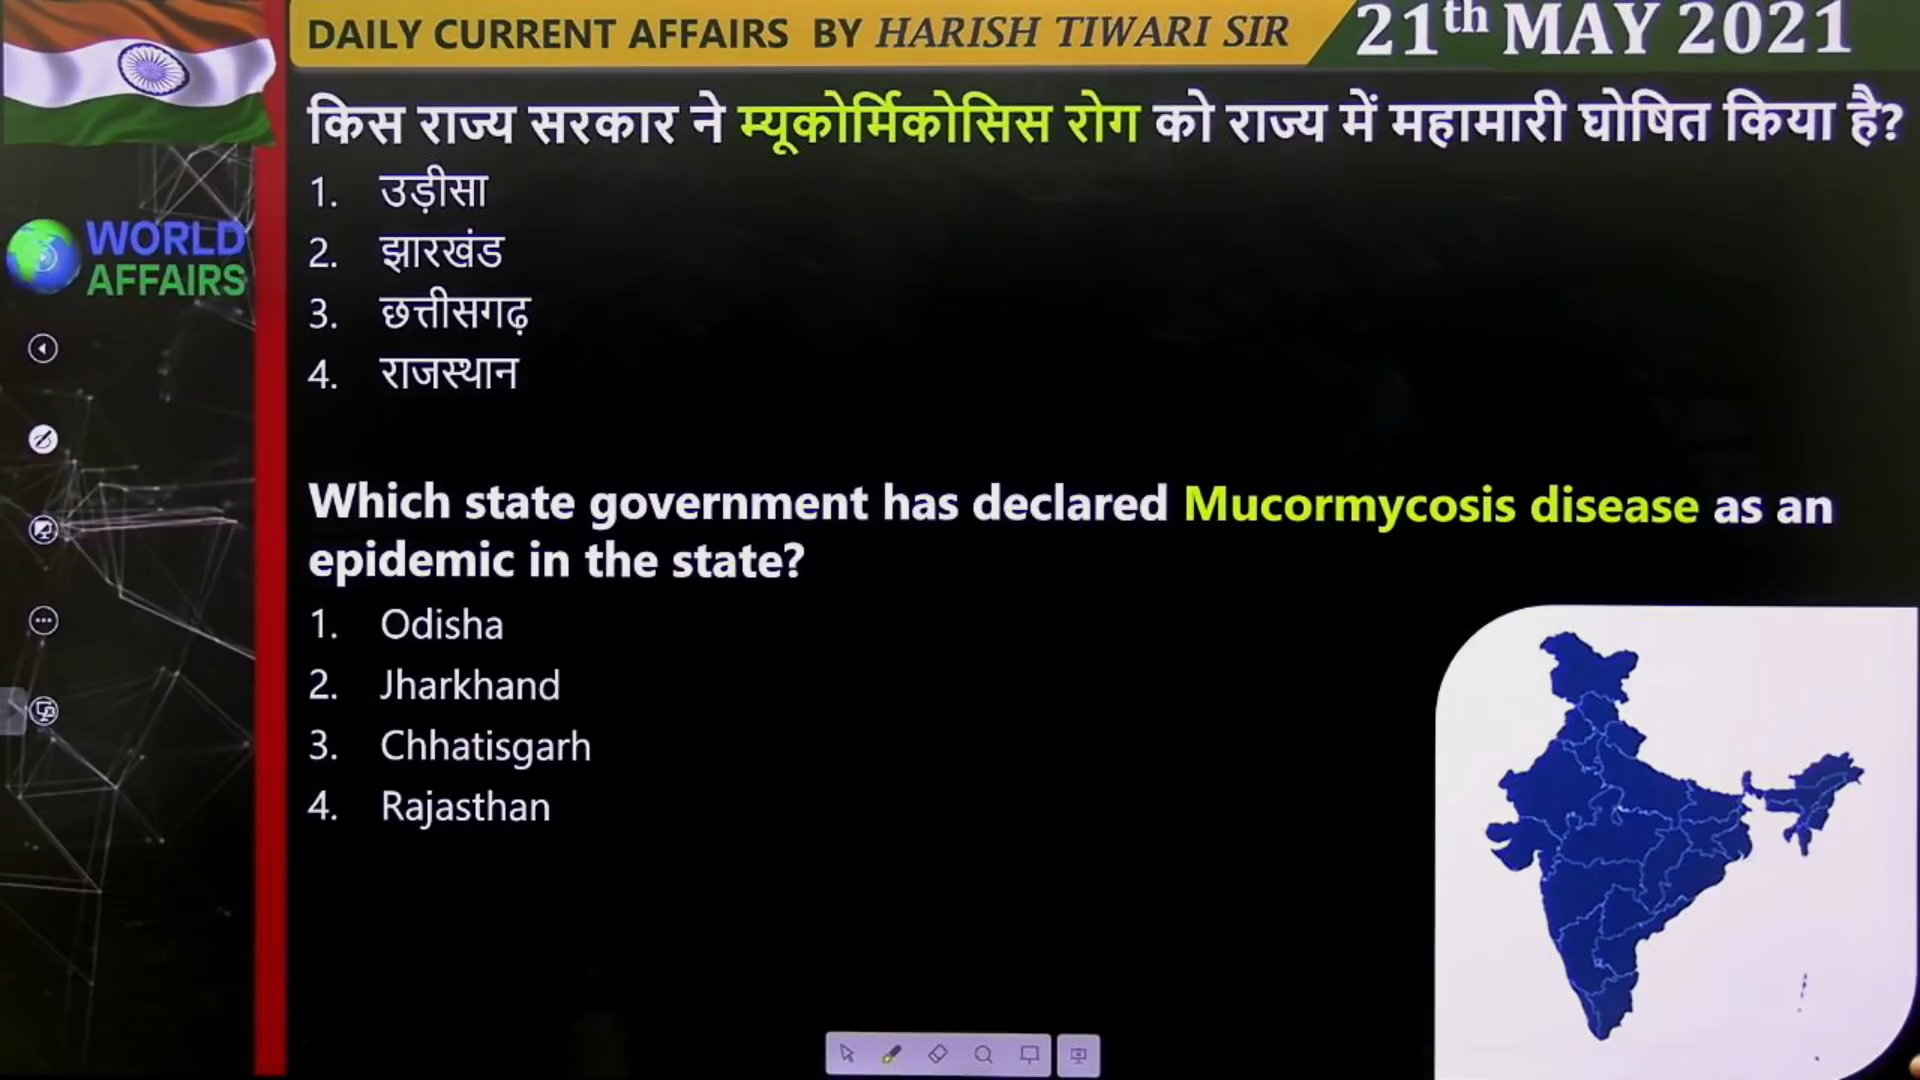 DAILY CURRENT AFFAIRS BY HARISH TIWARI SIR
21th MAY 2021
किस राज्य सरकार ने म्यूकोर्मिकोसिस रोग को राज्य में महामारी घोषित किया है?
1. उड़ीसा
2. झारखंड
3. छत्तीसगढ़
4. राजस्थान
WORLD
AFFAIRS
Which state government has declared Mucormycosis disease as an
epidemic in the state?
1. Odisha
2. Jharkhand
3. Chhatisgarh
4. Rajasthan